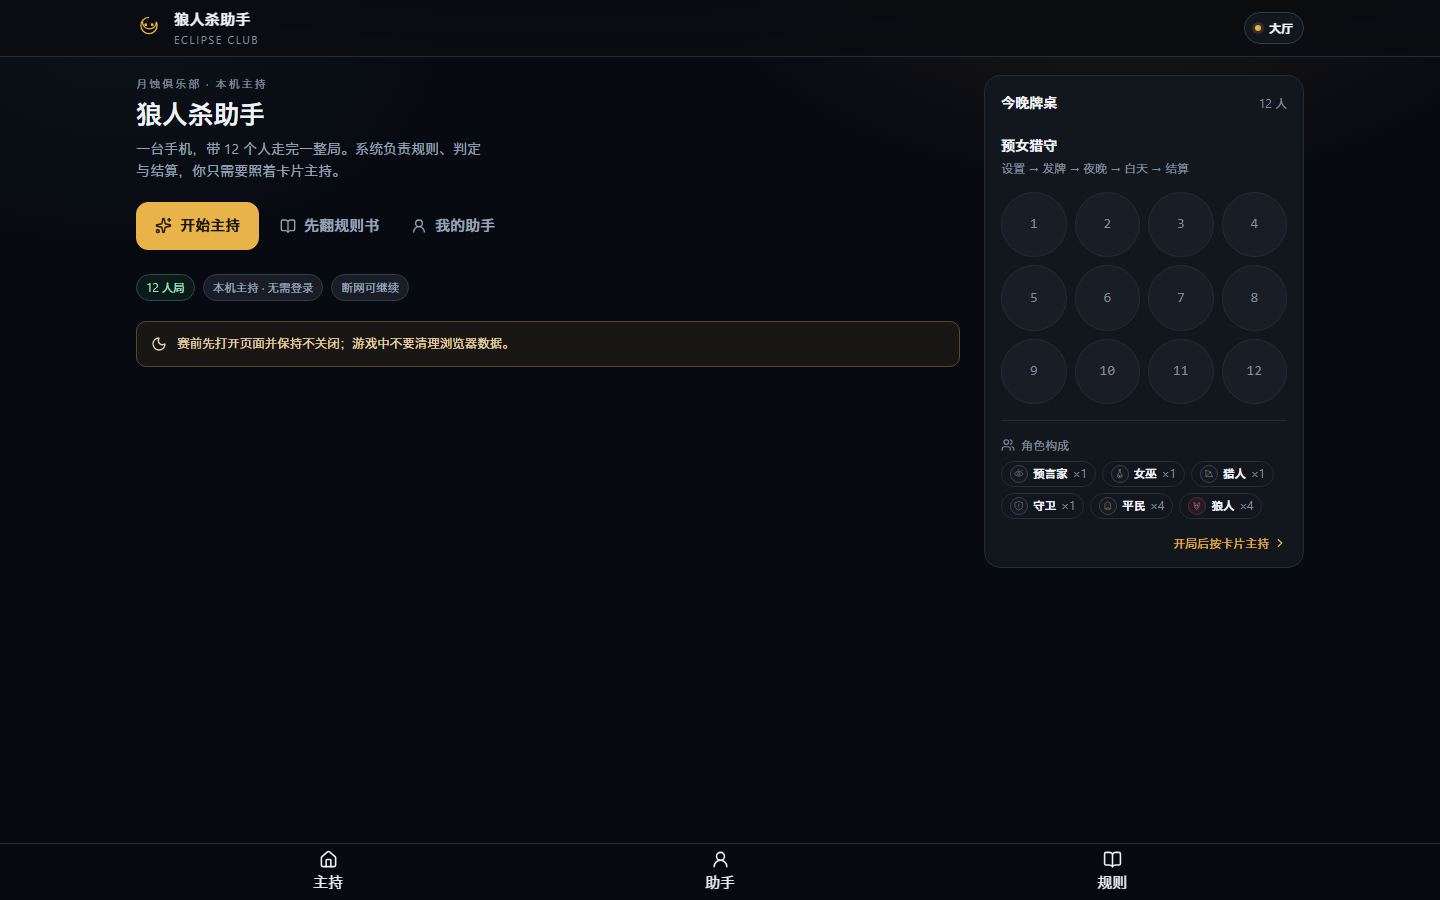 狼人杀助手
ECLIPSE CLUB
大厅
月蚀俱乐部 · 本机主持
狼人杀助手
一台手机，带 12 个人走完一整局。系统负责规则、判定
与结算，你只需要照着卡片主持。
开始主持
先翻规则书
我的助手
12 人局
本机主持 · 无需登录
断网可继续
赛前先打开页面并保持不关闭；游戏中不要清理浏览器数据。
今晚牌桌
12 人
预女猎守
设置 → 发牌 → 夜晚 → 白天 → 结算
1 2 3 4
5 6 7 8
9 10 11 12
角色构成
预言家 ×1 女巫 ×1 猎人 ×1
守卫 ×1 平民 ×4 狼人 ×4
开局后按卡片主持
主持
助手
规则